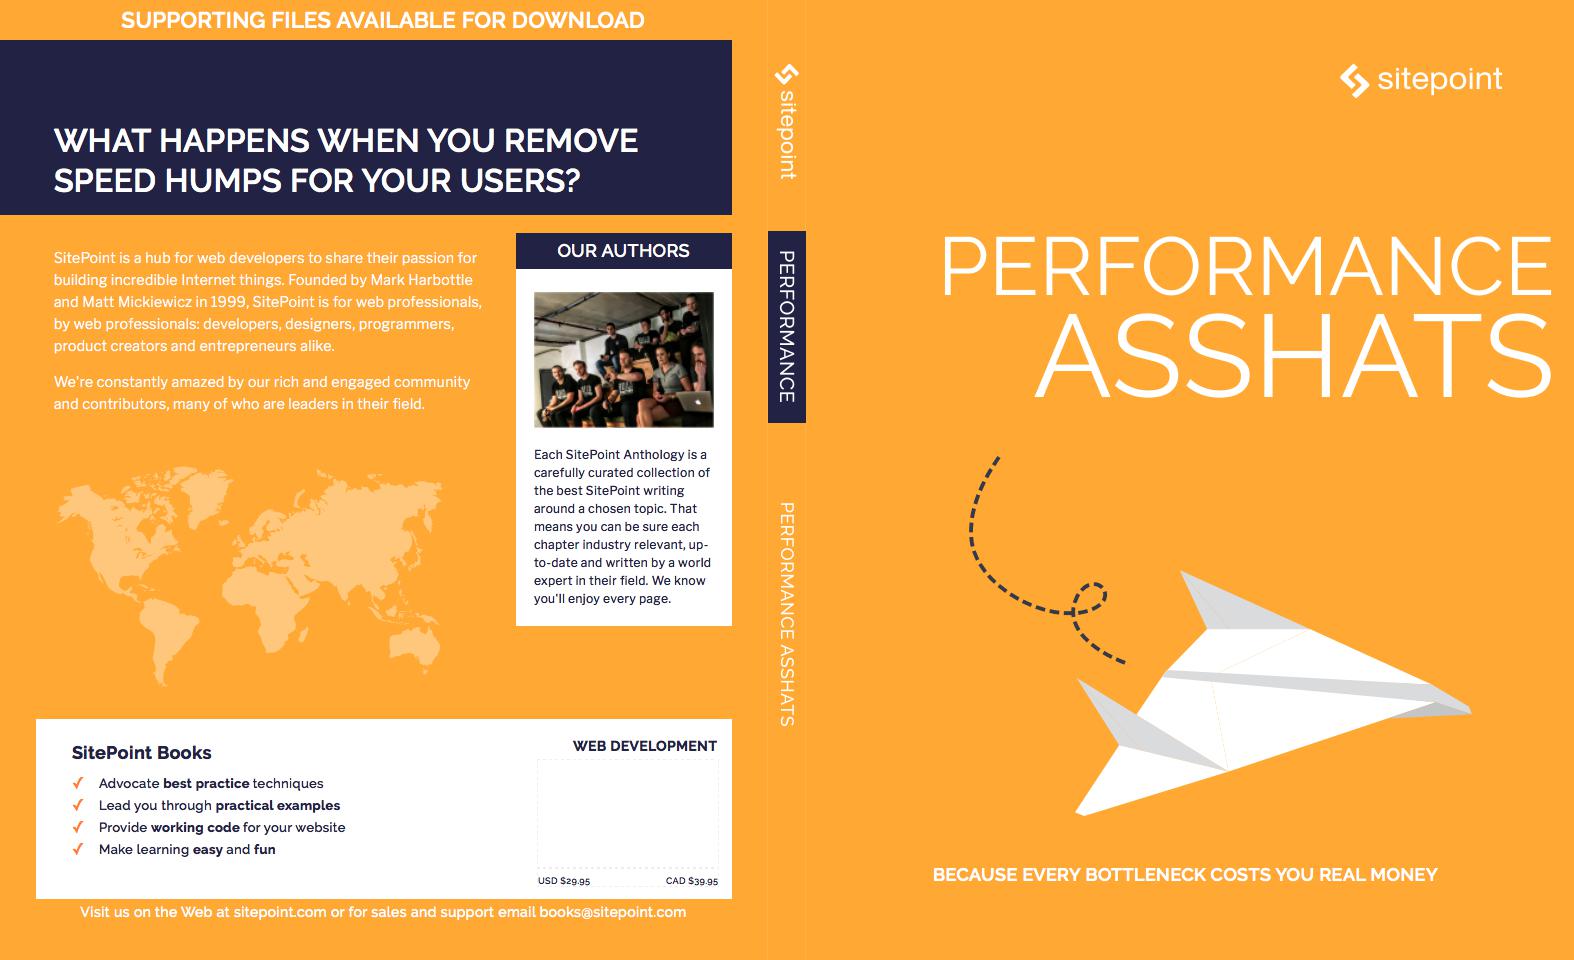 SUPPORTING FILES AVAILABLE FOR DOWNLOAD
WHAT HAPPENS WHEN YOU REMOVE
SPEED HUMPS FOR YOUR USERS?
SitePoint is a hub for web developers to share their passion for
building incredible Internet things. Founded by Mark Harbottle
and Matt Mickiewicz in 1999, SitePoint is for web professionals,
by web professionals: developers, designers, programmers,
product creators and entrepreneurs alike.
We're constantly amazed by our rich and engaged community
and contributors, many of who are leaders in their field.
OUR AUTHORS
Each SitePoint Anthology is a
carefully curated collection of
the best SitePoint writing
around a chosen topic. That
means you can be sure each
chapter industry relevant, up-
to-date and written by a world
expert in their field. We know
you'll enjoy every page.
SitePoint Books
✓ Advocate best practice techniques
✓ Lead you through practical examples
✓ Provide working code for your website
✓ Make learning easy and fun
WEB DEVELOPMENT
USD $29.95
CAD $39.95
Visit us on the Web at sitepoint.com or for sales and support email books@sitepoint.com
sitepoint
PERFORMANCE
PERFORMANCE ASSHATS
sitepoint
PERFORMANCE
ASSHATS
BECAUSE EVERY BOTTLENECK COSTS YOU REAL MONEY